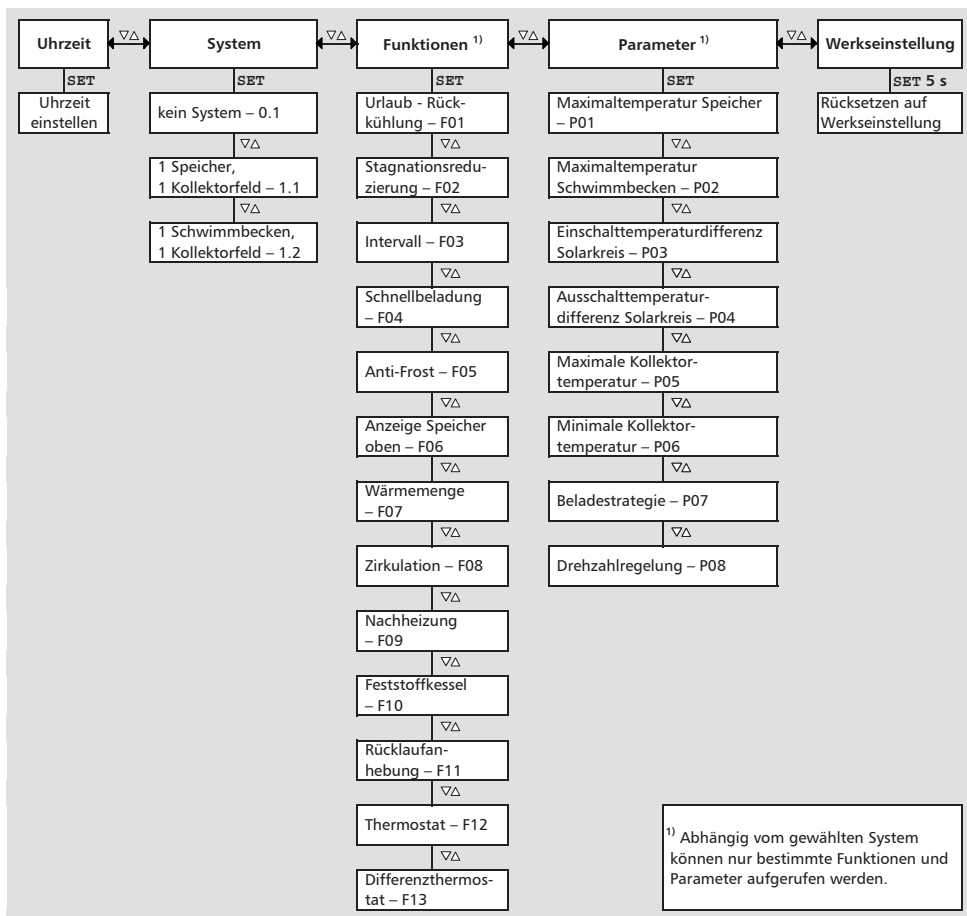 Uhrzeit
▽△
System
▽△
Funktionen 1)
▽△
Parameter 1)
▽△
Werkseinstellung
SET
Uhrzeit
einstellen
SET
kein System – 0.1
▽△
1 Speicher,
1 Kollektorfeld – 1.1
▽△
1 Schwimmbecken,
1 Kollektorfeld – 1.2
SET
Urlaub - Rück-
kühlung – F01
▽△
Stagnationsredu-
zierung – F02
▽△
Intervall – F03
▽△
Schnellbeladung
– F04
▽△
Anti-Frost – F05
▽△
Anzeige Speicher
oben – F06
▽△
Wärmemenge
– F07
▽△
Zirkulation – F08
▽△
Nachheizung
– F09
▽△
Feststoffkessel
– F10
▽△
Rücklaufan-
hebung – F11
▽△
Thermostat – F12
▽△
Differenzthermos-
tat – F13
SET
Maximaltemperatur Speicher
– P01
▽△
Maximaltemperatur
Schwimmbecken – P02
▽△
Einschalttemperaturdifferenz
Solarkreis – P03
▽△
Ausschalttemperatur-
differenz Solarkreis – P04
▽△
Maximale Kollektor-
temperatur – P05
▽△
Minimale Kollektor-
temperatur – P06
▽△
Beladestrategie – P07
▽△
Drehzahlregelung – P08
SET 5 s
Rücksetzen auf
Werkseinstellung
1) Abhängig vom gewählten System
können nur bestimmte Funktionen und
Parameter aufgerufen werden.